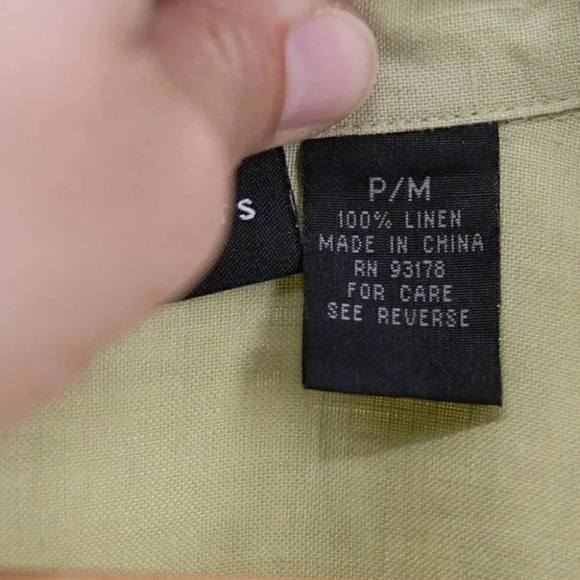 S
P/M
100% LINEN
MADE IN CHINA
RN 93178
FOR CARE
SEE REVERSE